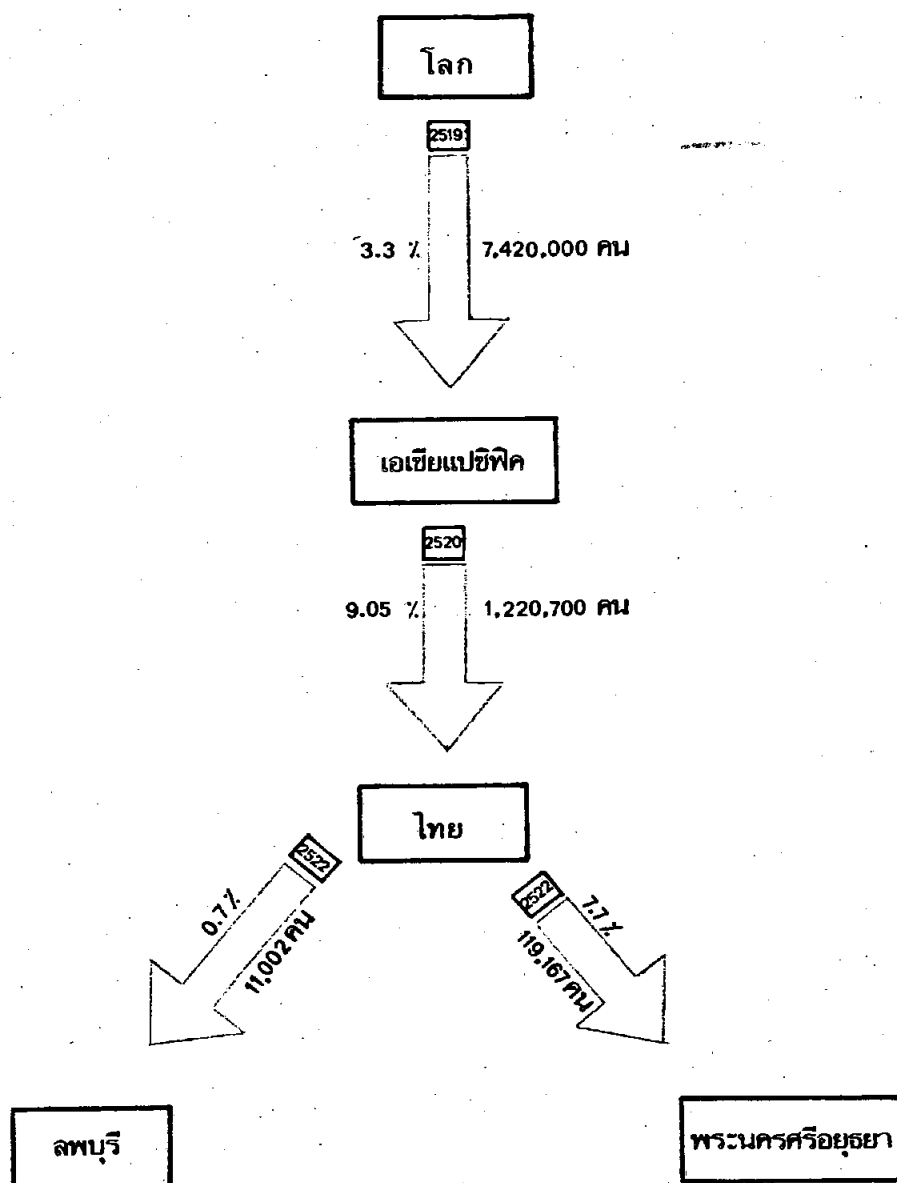 โลก
2519
3.3 % 7,420,000 คน
เอเซียแปซิฟิค
2520
9.05 % 1,220,700 คน
ไทย
2522
2522
0.7 %
11,002 คน
7.7 %
119,167 คน
ลพบุรี
พระนครศรีอยุธยา